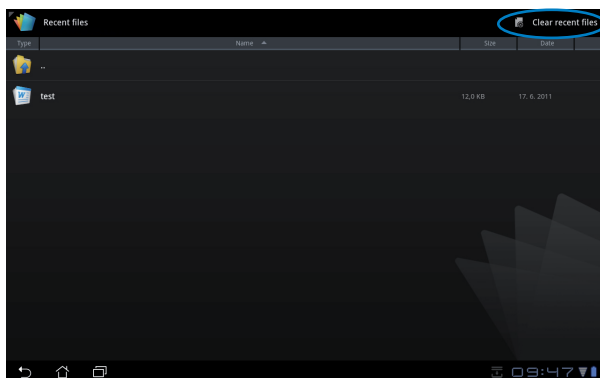 Recent files
Clear recent files
Type Name Size Date
..
W test 12,0 KB 17. 6. 2011
09:47